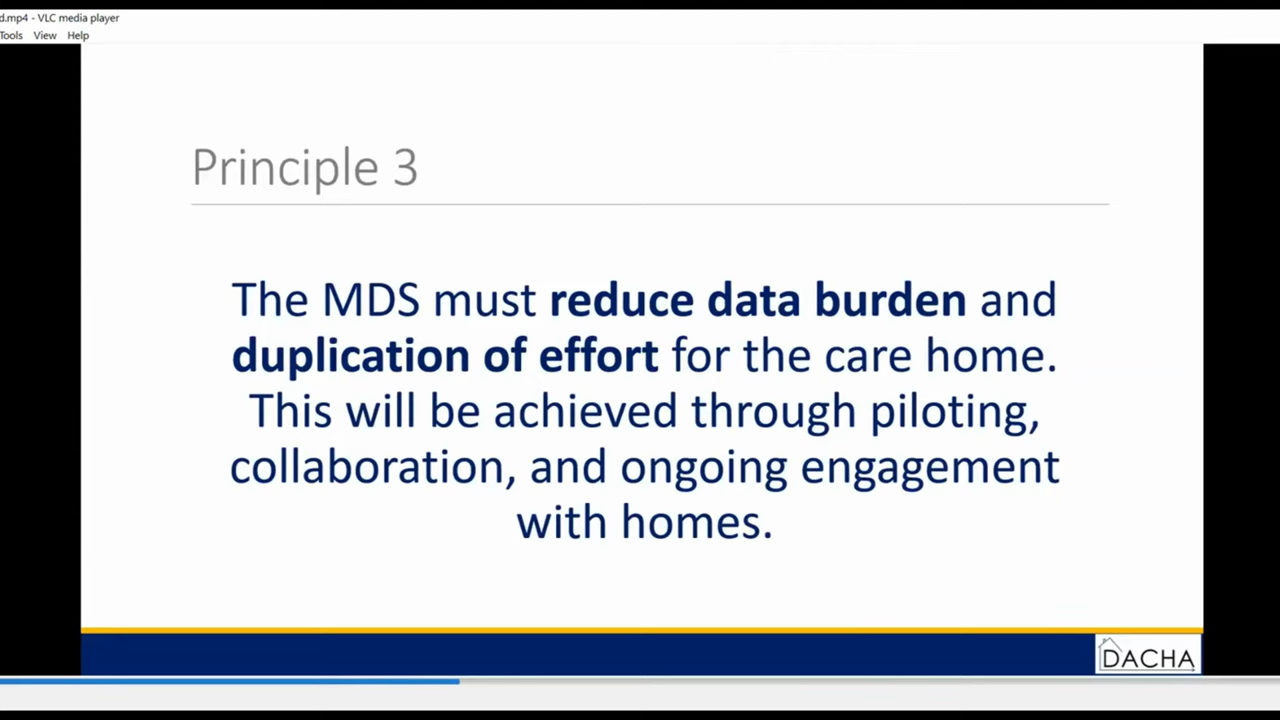 d.mp4 - VLC media player
Tools View Help
Principle 3
The MDS must reduce data burden and
duplication of effort for the care home.
This will be achieved through piloting,
collaboration, and ongoing engagement
with homes.
DACHA